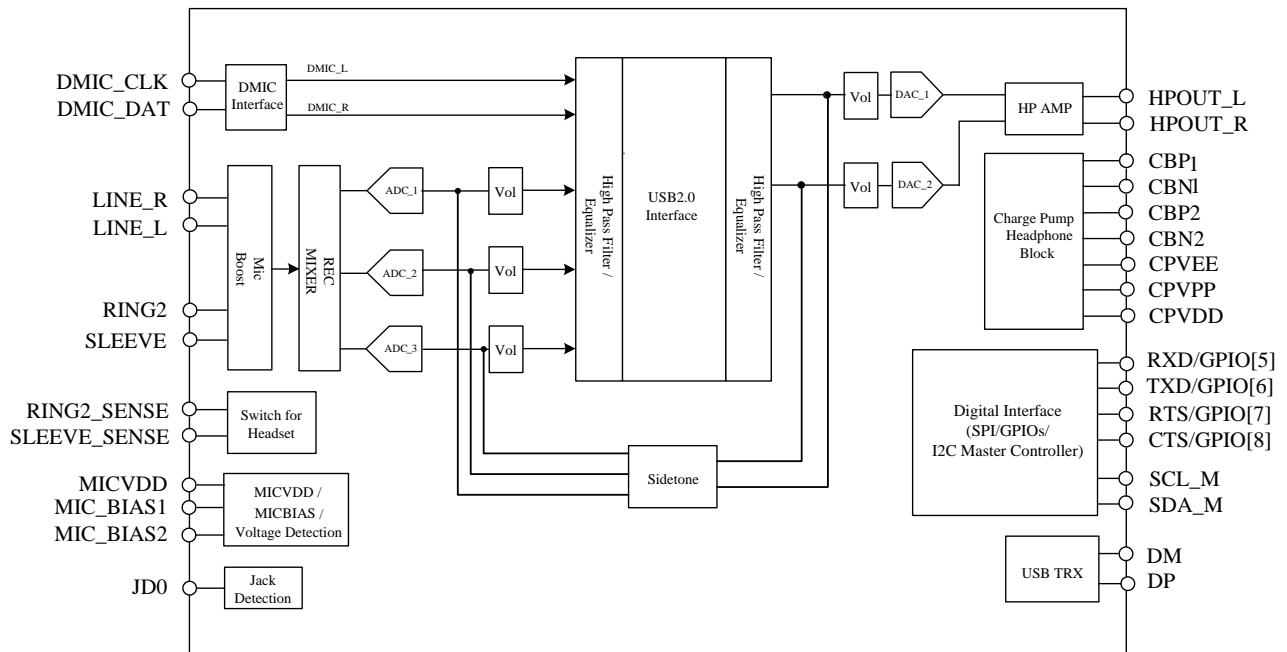 DMIC_CLK
DMIC_DAT
DMIC
Interface
DMIC_L
DMIC_R
LINE_R
LINE_L
RING2
SLEEVE
Mic
Boost
REC
MIXER
ADC_1
ADC_2
ADC_3
Vol
Vol
Vol
High Pass Filter /
Equalizer
USB2.0
Interface
High Pass Filter /
Equalizer
Vol
DAC_1
Vol
DAC_2
HP AMP
HPOUT_L
HPOUT_R
Charge Pump
Headphone
Block
CBP1
CBN1
CBP2
CBN2
CPVEE
CPVPP
CPVDD
RING2_SENSE
SLEEVE_SENSE
Switch for
Headset
MICVDD
MIC_BIAS1
MIC_BIAS2
MICVDD /
MICBIAS /
Voltage Detection
JD0
Jack
Detection
Sidetone
Digital Interface
(SPI/GPIOs/
I2C Master Controller)
RXD/GPIO[5]
TXD/GPIO[6]
RTS/GPIO[7]
CTS/GPIO[8]
SCL_M
SDA_M
USB TRX
DM
DP